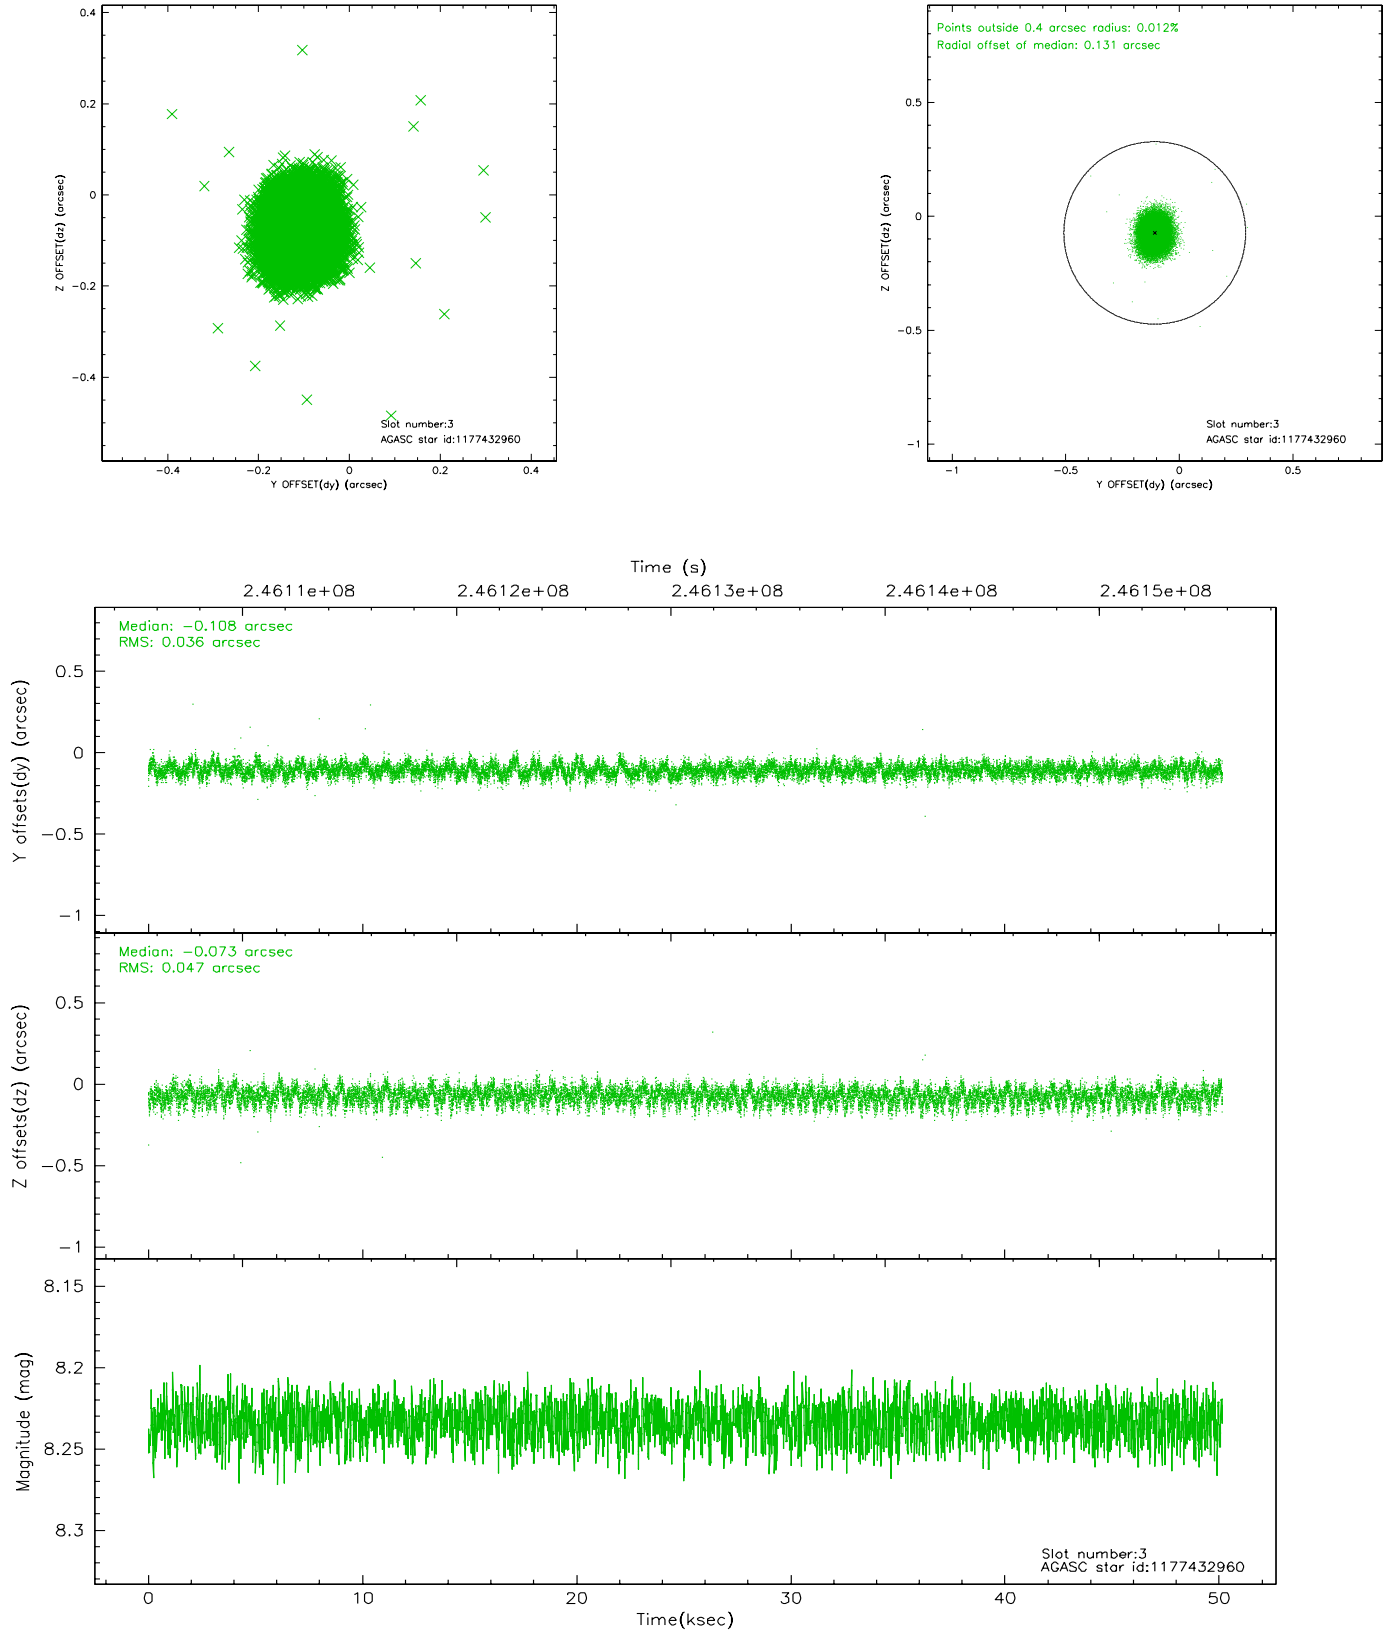 0.4
0.2
0
−0.2
−0.4
Z OFFSET(dz) (arcsec)
−0.4
−0.2
0
0.2
0.4
Y OFFSET(dy) (arcsec)
Slot number:3
AGASC star id:1177432960
Points outside 0.4 arcsec radius: 0.012%
Radial offset of median: 0.131 arcsec
0.5
0
−0.5
−1
Z OFFSET(dz) (arcsec)
−1
−0.5
0
0.5
Y OFFSET(dy) (arcsec)
Slot number:3
AGASC star id:1177432960
Time (s)
2.4611e+08
2.4612e+08
2.4613e+08
2.4614e+08
2.4615e+08
Median: −0.108 arcsec
RMS: 0.036 arcsec
0.5
0
−0.5
−1
Y offsets(dy) (arcsec)
Median: −0.073 arcsec
RMS: 0.047 arcsec
0.5
0
−0.5
−1
Z offsets(dz) (arcsec)
8.15
8.2
8.25
8.3
Magnitude (mag)
Slot number:3
AGASC star id:1177432960
0
10
20
30
40
50
Time(ksec)